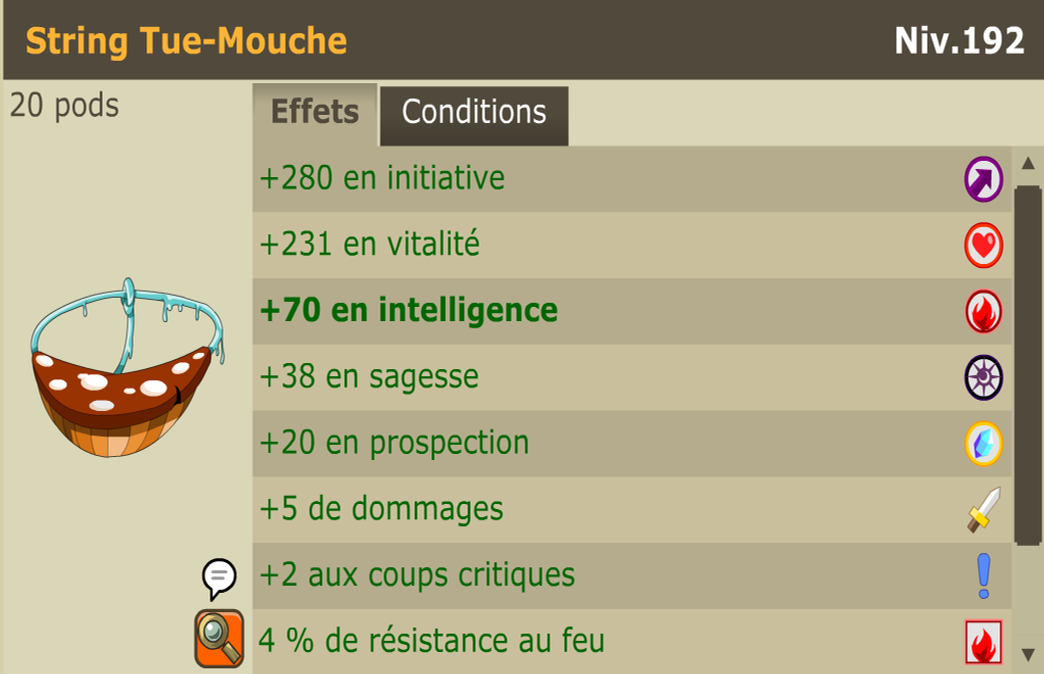 String Tue-Mouche
Niv.192
20 pods
Effets
Conditions
+280 en initiative
+231 en vitalité
+70 en intelligence
+38 en sagesse
+20 en prospection
+5 de dommages
+2 aux coups critiques
4 % de résistance au feu